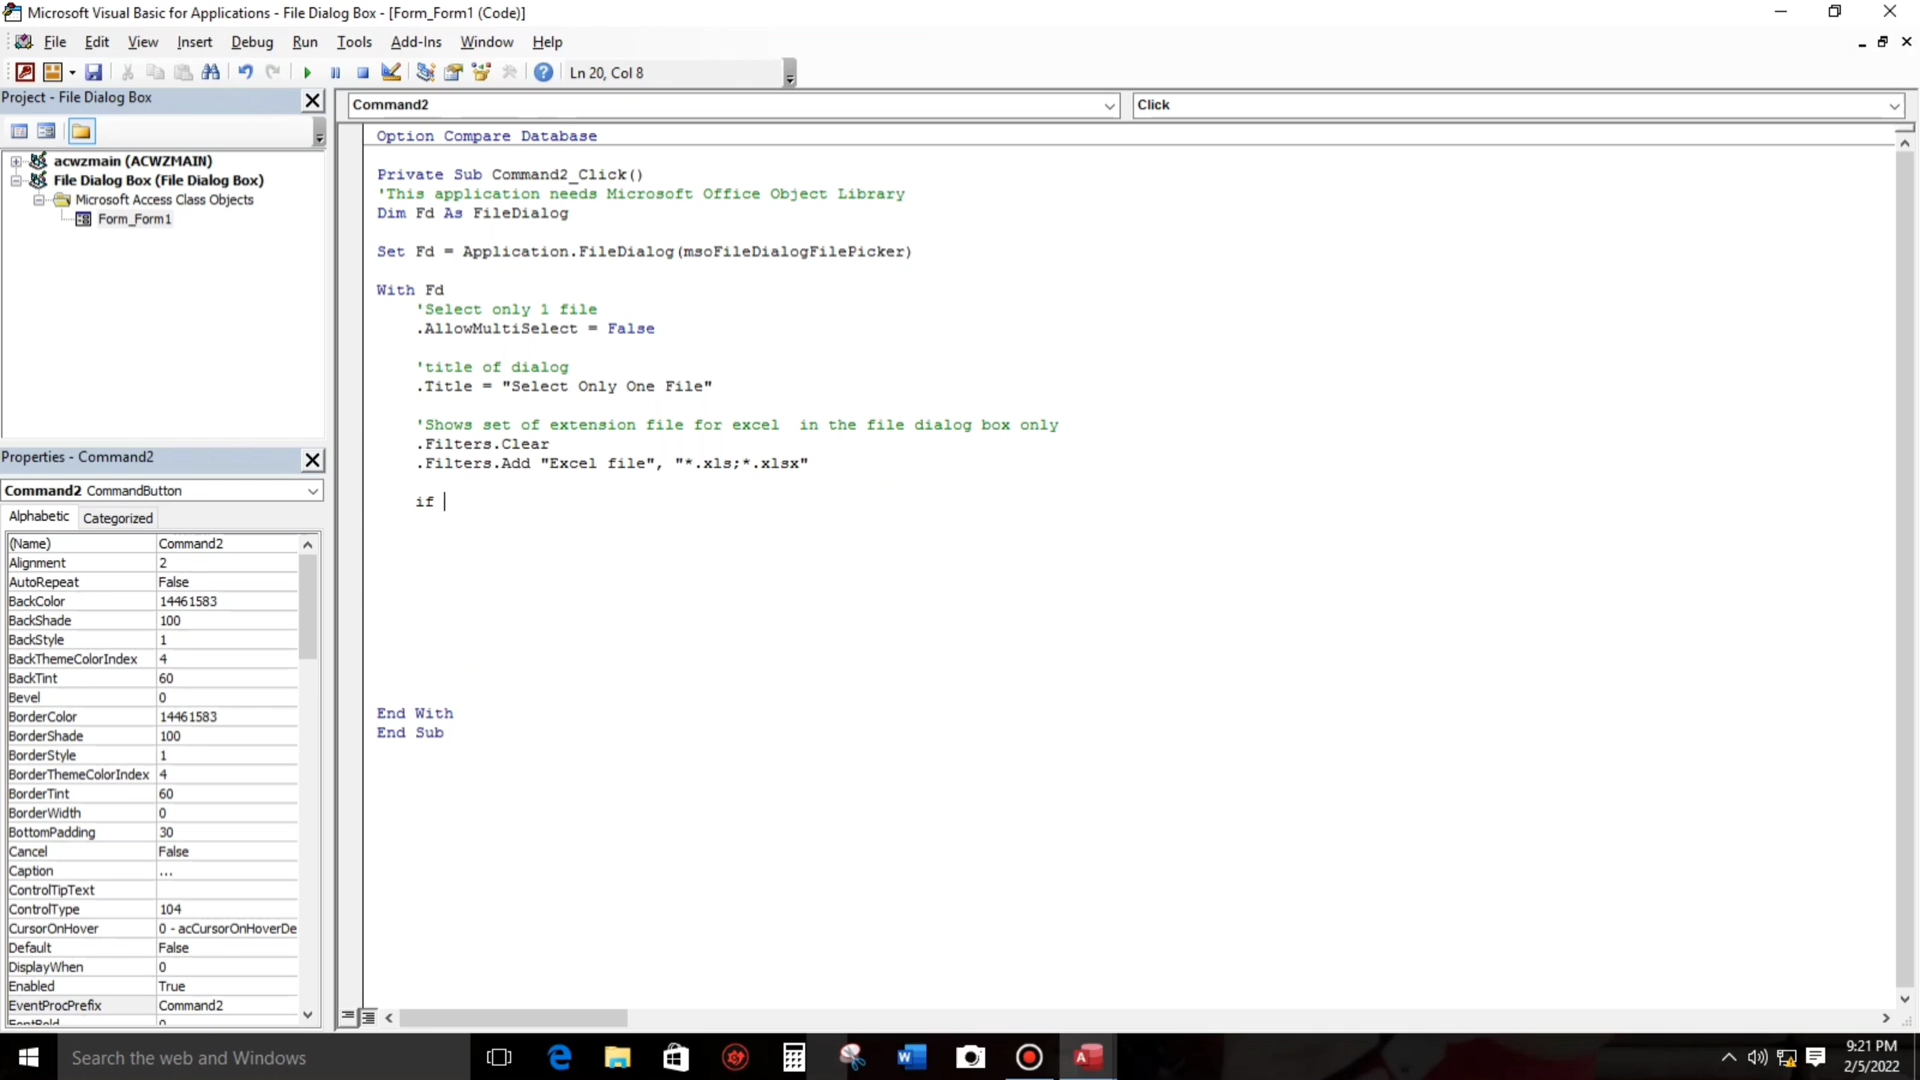 Microsoft Visual Basic for Applications - File Dialog Box - [Form_Form1 (Code)]
File Edit View Insert Debug Run Tools Add-Ins Window Help
Ln 20, Col 8
Project - File Dialog Box
acwzmain (ACWZMAIN)
File Dialog Box (File Dialog Box)
Microsoft Access Class Objects
Form_Form1
Properties - Command2
Command2 CommandButton
Alphabetic Categorized
(Name) Command2
Alignment 2
AutoRepeat False
BackColor 14461583
BackShade 100
BackStyle 1
BackThemeColorIndex 4
BackTint 60
Bevel 0
BorderColor 14461583
BorderShade 100
BorderStyle 1
BorderThemeColorIndex 4
BorderTint 60
BorderWidth 0
BottomPadding 30
Cancel False
Caption ...
ControlTipText
ControlType 104
CursorOnHover 0 - acCursorOnHoverDe
Default False
DisplayWhen 0
Enabled True
EventProcPrefix Command2
Command2 Click
Option Compare Database
Private Sub Command2_Click()
'This application needs Microsoft Office Object Library
Dim Fd As FileDialog
Set Fd = Application.FileDialog(msoFileDialogFilePicker)
With Fd
'Select only 1 file
.AllowMultiSelect = False
'title of dialog
.Title = "Select Only One File"
'Shows set of extension file for excel  in the file dialog box only
.Filters.Clear
.Filters.Add "Excel file", "*.xls;*.xlsx"
if
End With
End Sub
Search the web and Windows
9:21 PM
2/5/2022